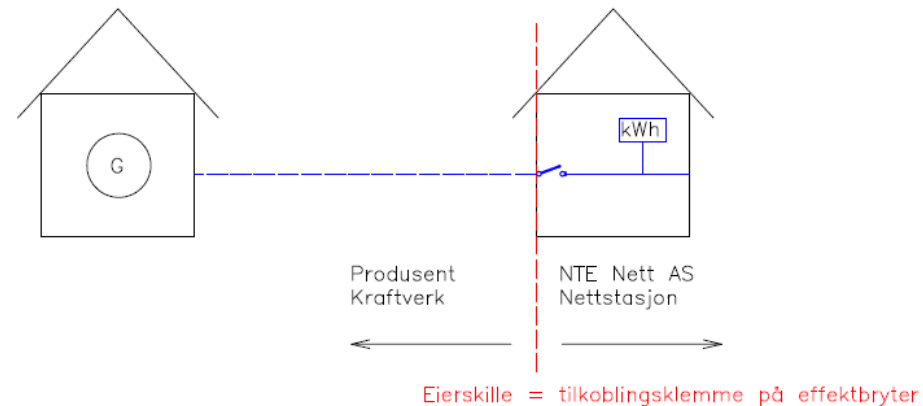 G
kWh
Produsent
Kraftverk
NTE Nett AS
Nettstasjon
Eierskille = tilkoblingsklemme på effektbryter